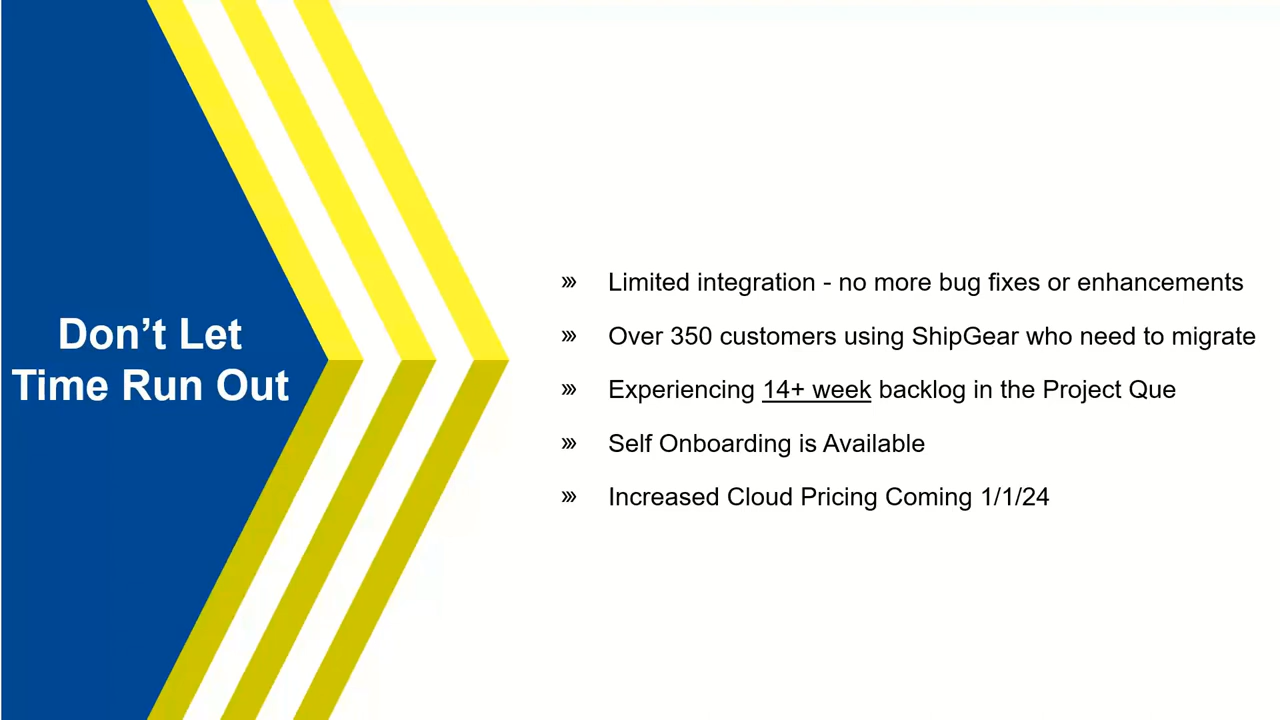 Don’t Let
Time Run Out
Limited integration - no more bug fixes or enhancements
Over 350 customers using ShipGear who need to migrate
Experiencing 14+ week backlog in the Project Que
Self Onboarding is Available
Increased Cloud Pricing Coming 1/1/24